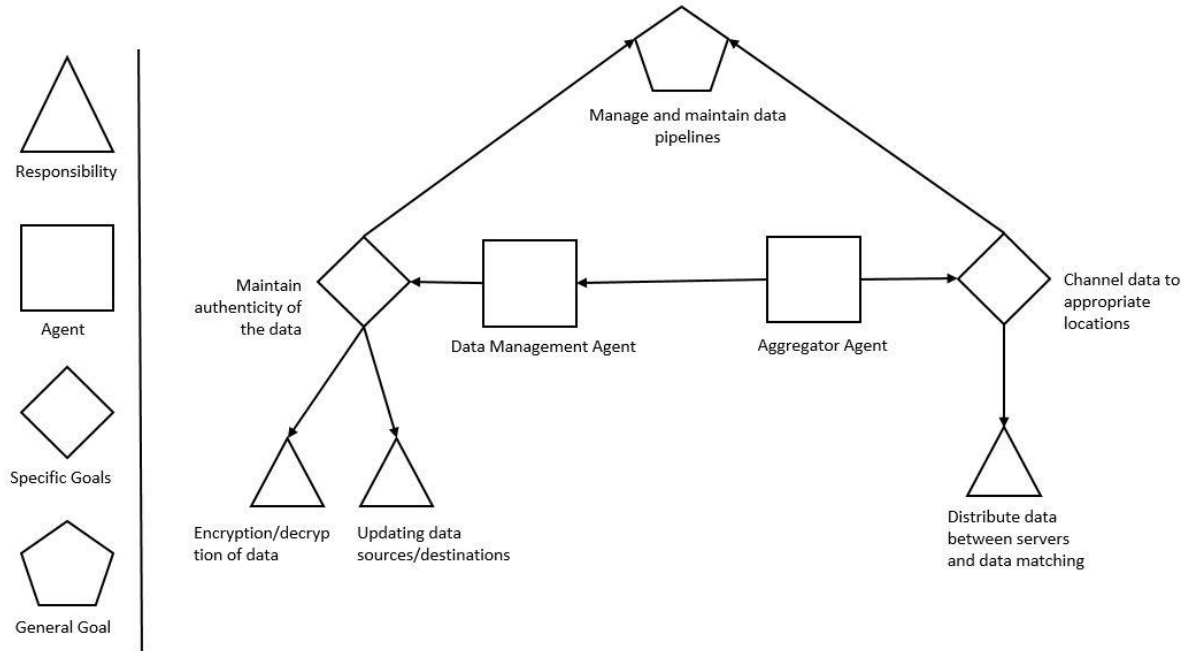 Responsibility
Agent
Specific Goals
General Goal
Manage and maintain data
pipelines
Maintain
authenticity of
the data
Data Management Agent
Aggregator Agent
Channel data to
appropriate
locations
Encryption/decryp
tion of data
Updating data
sources/destinations
Distribute data
between servers
and data matching